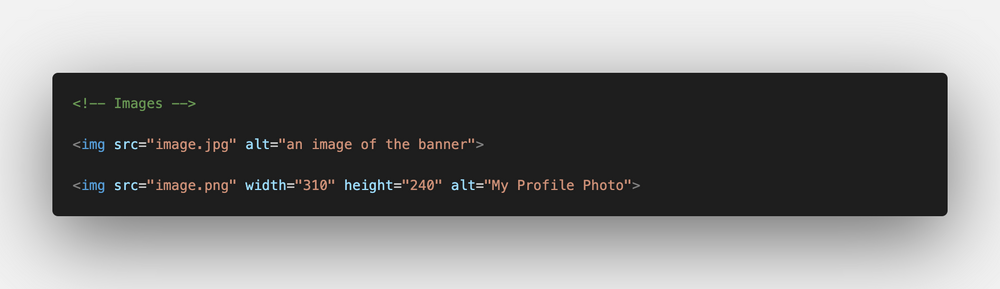 <!-- Images -->
<img src="image.jpg" alt="an image of the banner">
<img src="image.png" width="310" height="240" alt="My Profile Photo">